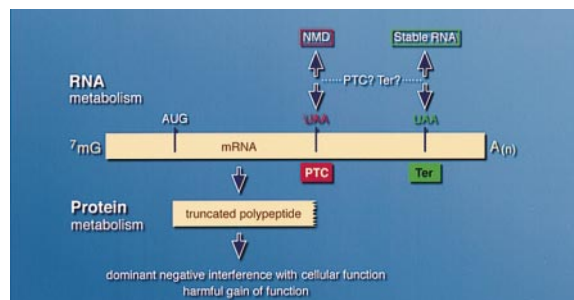 NMD
Stable RNA
PTC? Ter?
RNA
metabolism
AUG
UAA
UAA
7mG
mRNA
A(n)
PTC
Ter
Protein
metabolism
truncated polypeptide
dominant negative interference with cellular function
harmful gain of function